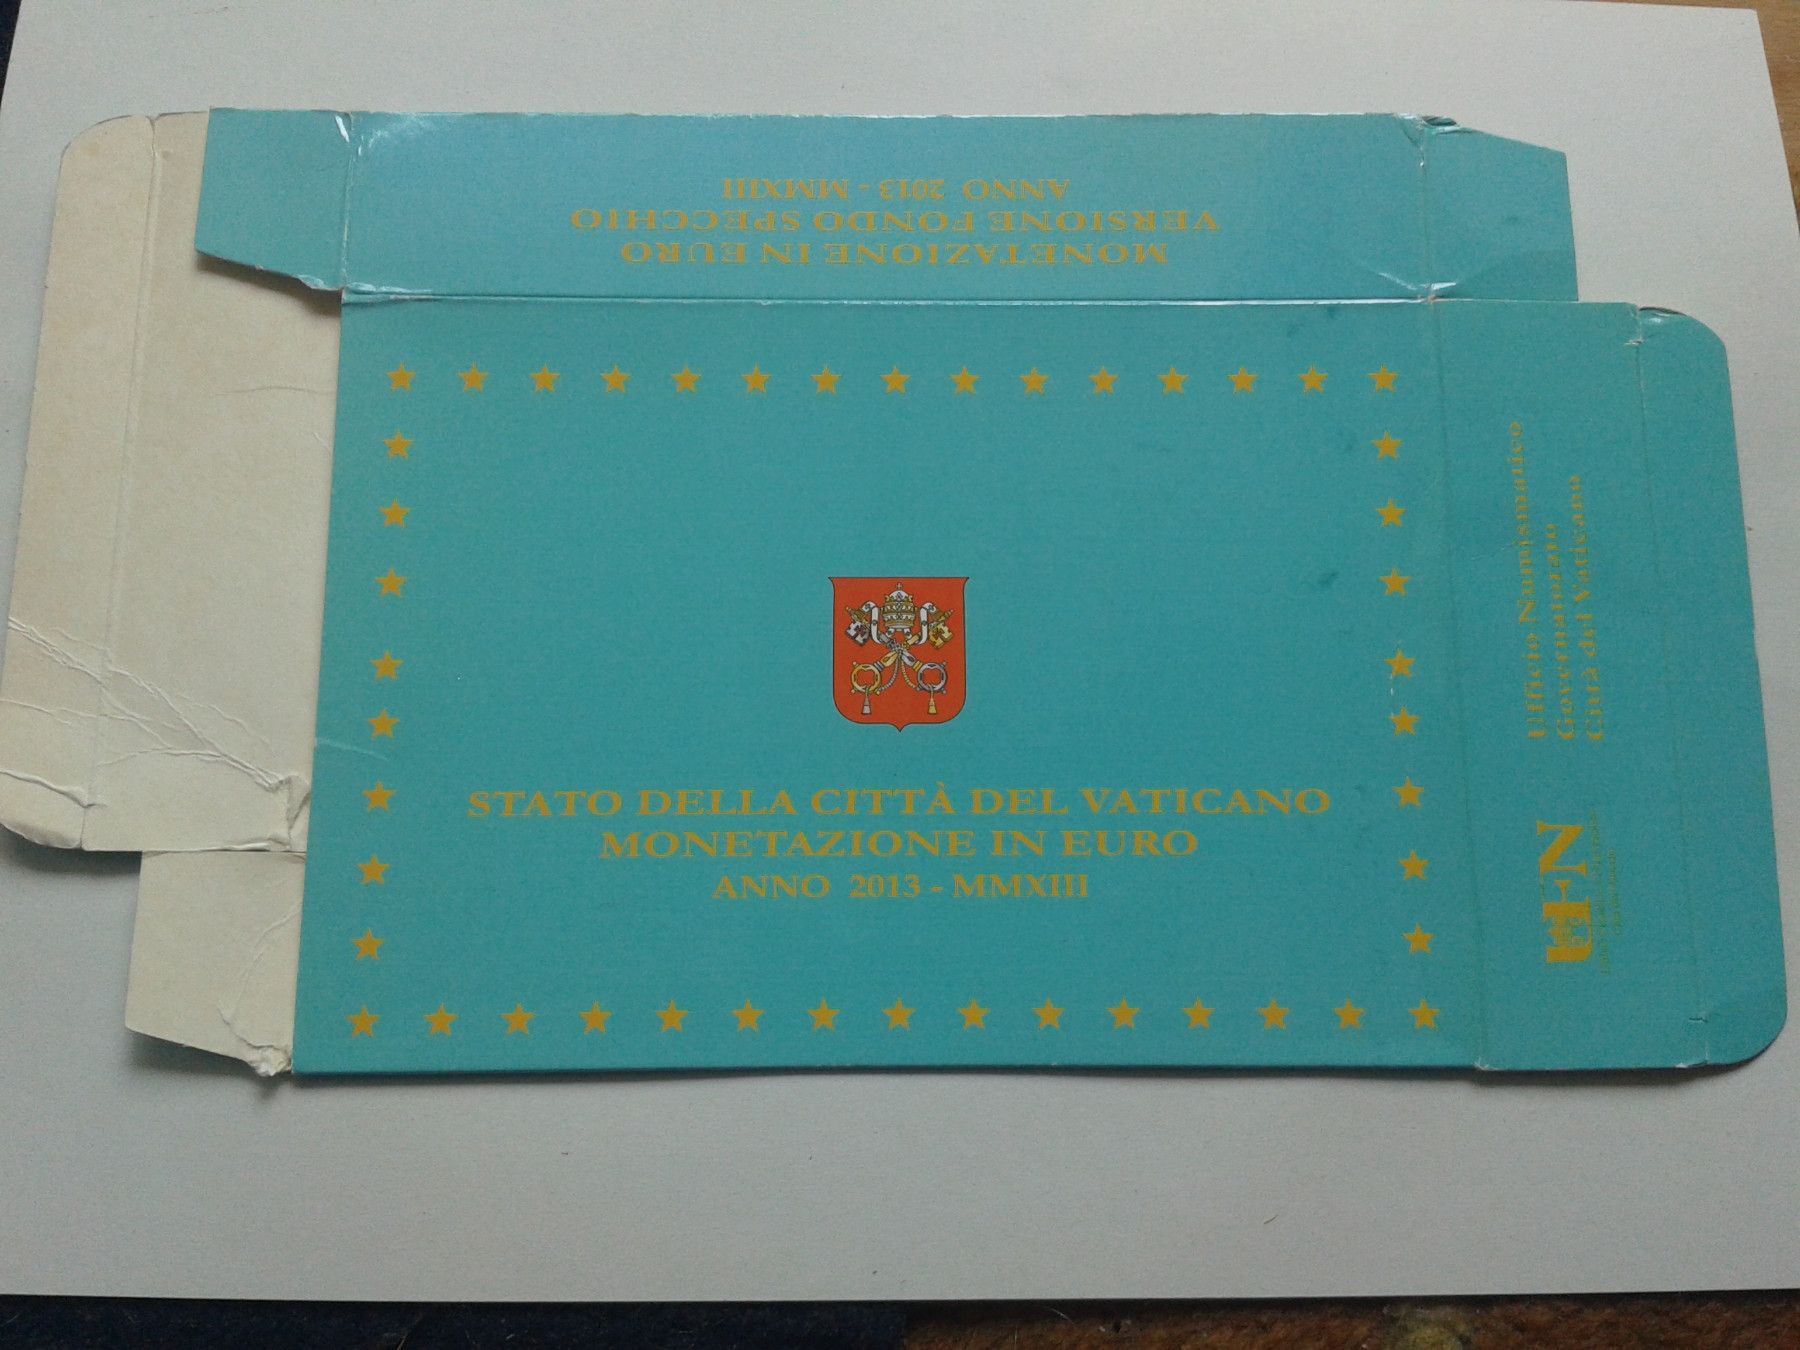 MONETAZIONE IN EURO
VERSIONE FONDO SPECCHIO
ANNO 2013 - MMXIII
STATO DELLA CITTÀ DEL VATICANO
MONETAZIONE IN EURO
ANNO 2013 - MMXIII
Ufficio Numismatico
Governatorato
Città del Vaticano
UFN